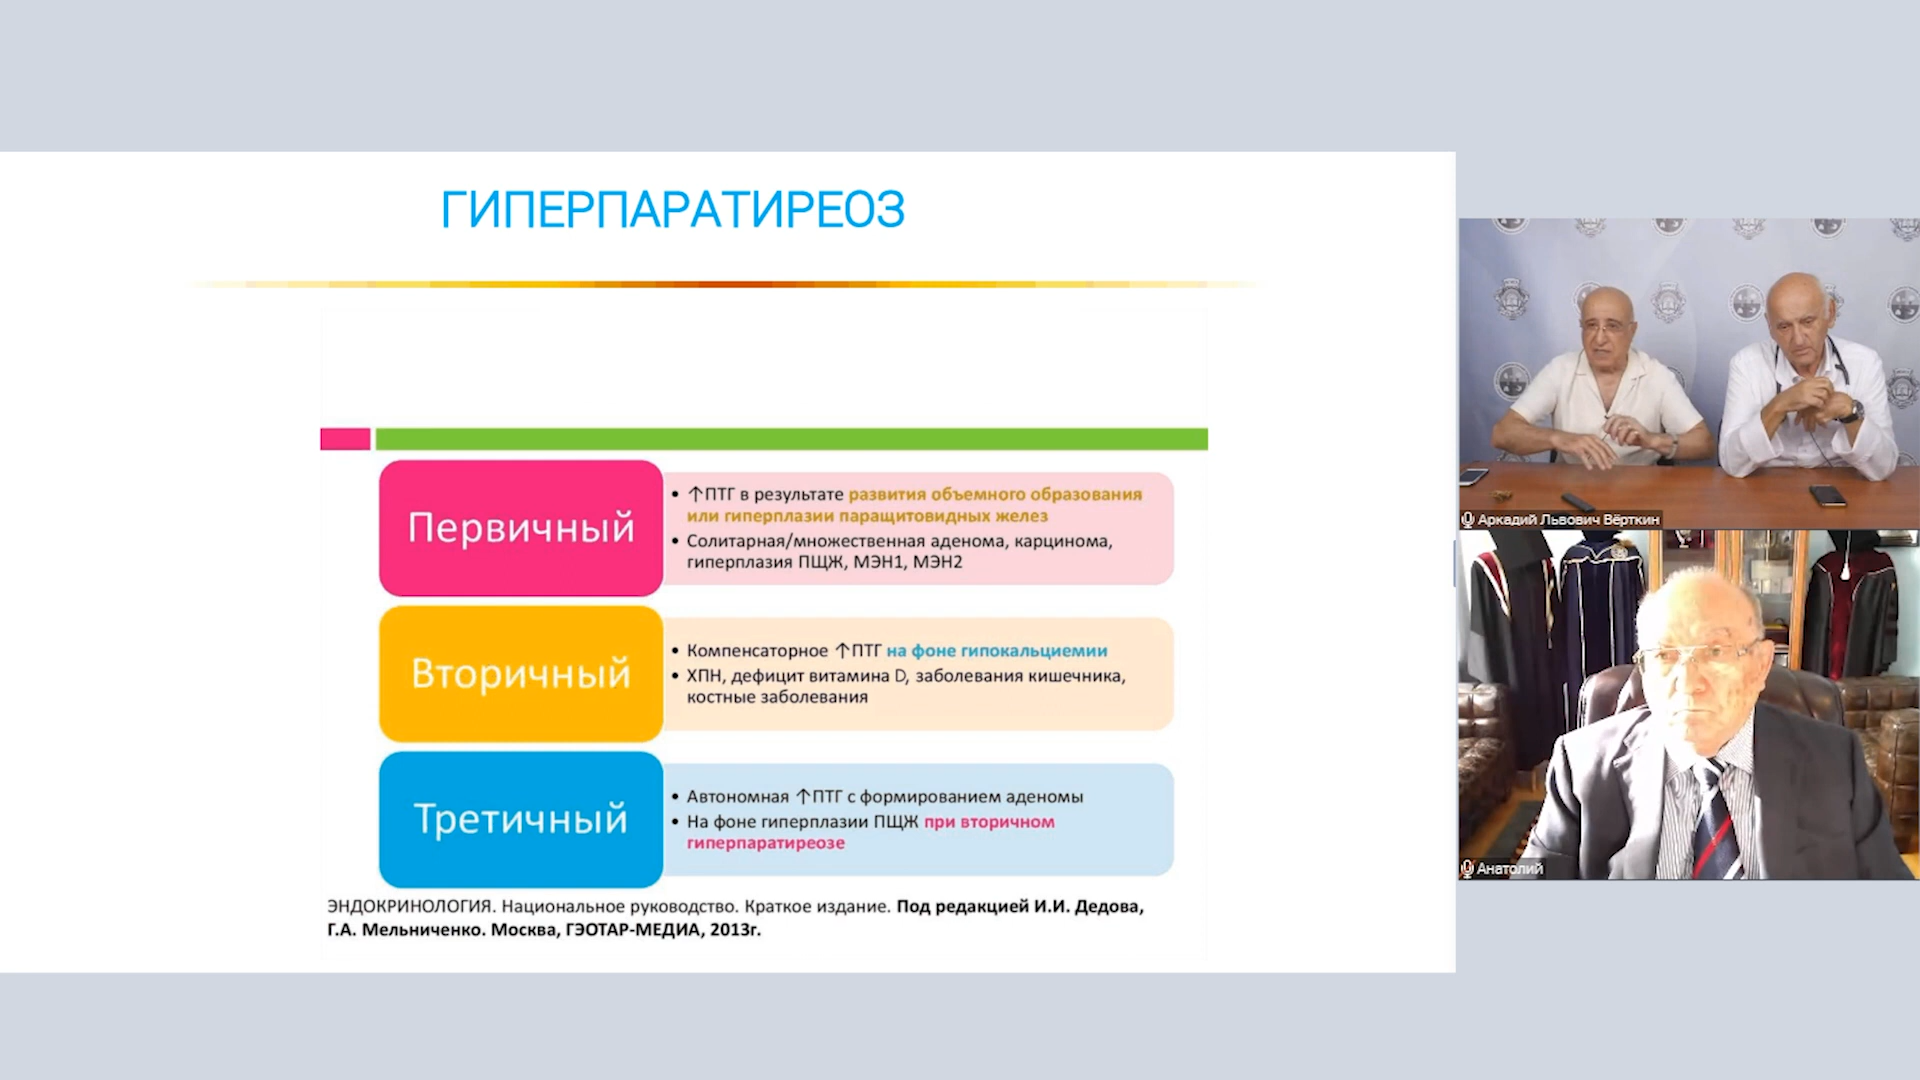 ГИПЕРПАРАТИРЕОЗ
Первичный
• ↑ПТГ в результате развития объемного образования
или гиперплазии паращитовидных желез
• Солитарная/множественная аденома, карцинома,
гиперплазия ПЩЖ, МЭН1, МЭН2
Вторичный
• Компенсаторное ↑ПТГ на фоне гипокальциемии
• ХПН, дефицит витамина D, заболевания кишечника,
костные заболевания
Третичный
• Автономная ↑ПТГ с формированием аденомы
• На фоне гиперплазии ПЩЖ при вторичном
гиперпаратиреозе
ЭНДОКРИНОЛОГИЯ. Национальное руководство. Краткое издание. Под редакцией И.И. Дедова,
Г.А. Мельниченко. Москва, ГЭОТАР-МЕДИА, 2013г.
Аркадий Львович Вёрткин
Анатолий